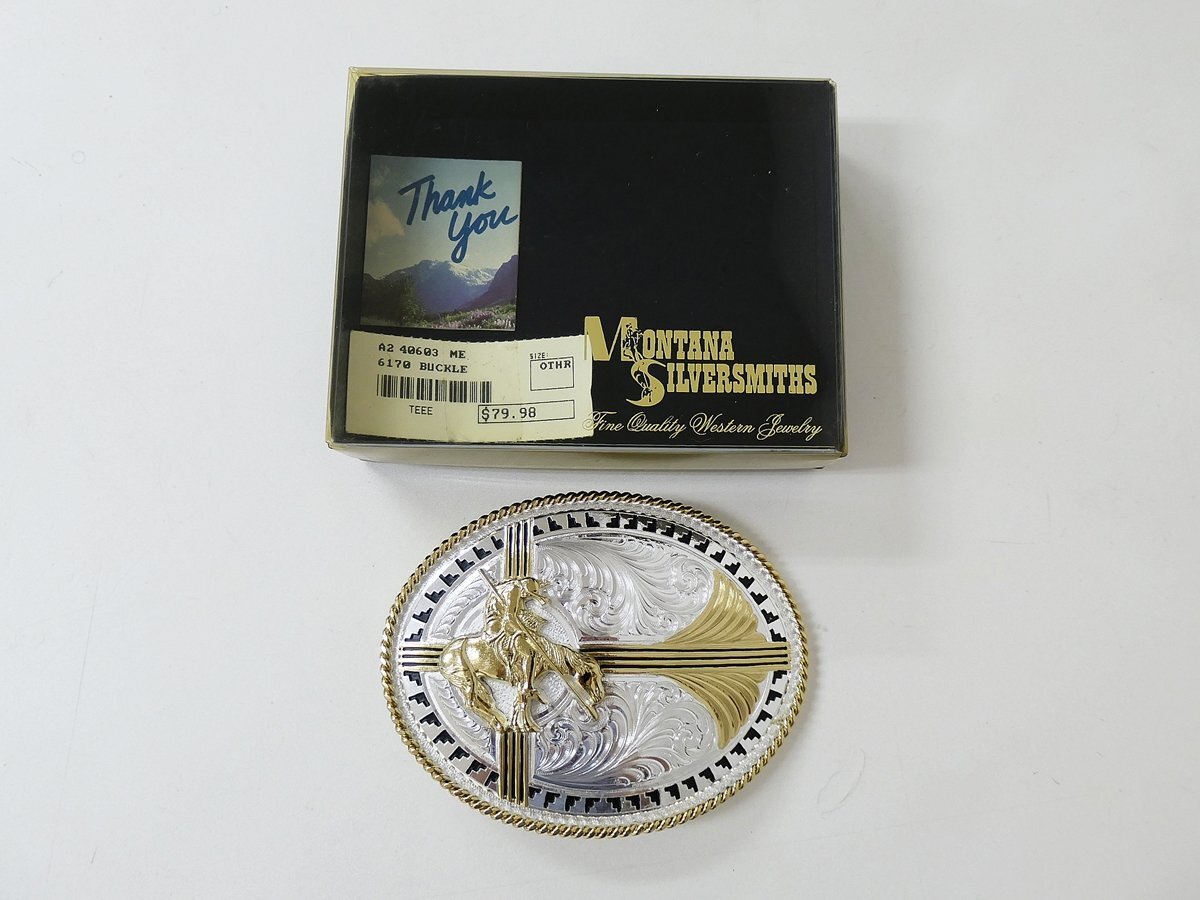 Thank
You
A2 40603 ME
6170 BUCKLE
SIZE:
OTHR
TEEE
$79.98
MONTANA
SILVERSMITHS
Fine Quality Western Jewelry